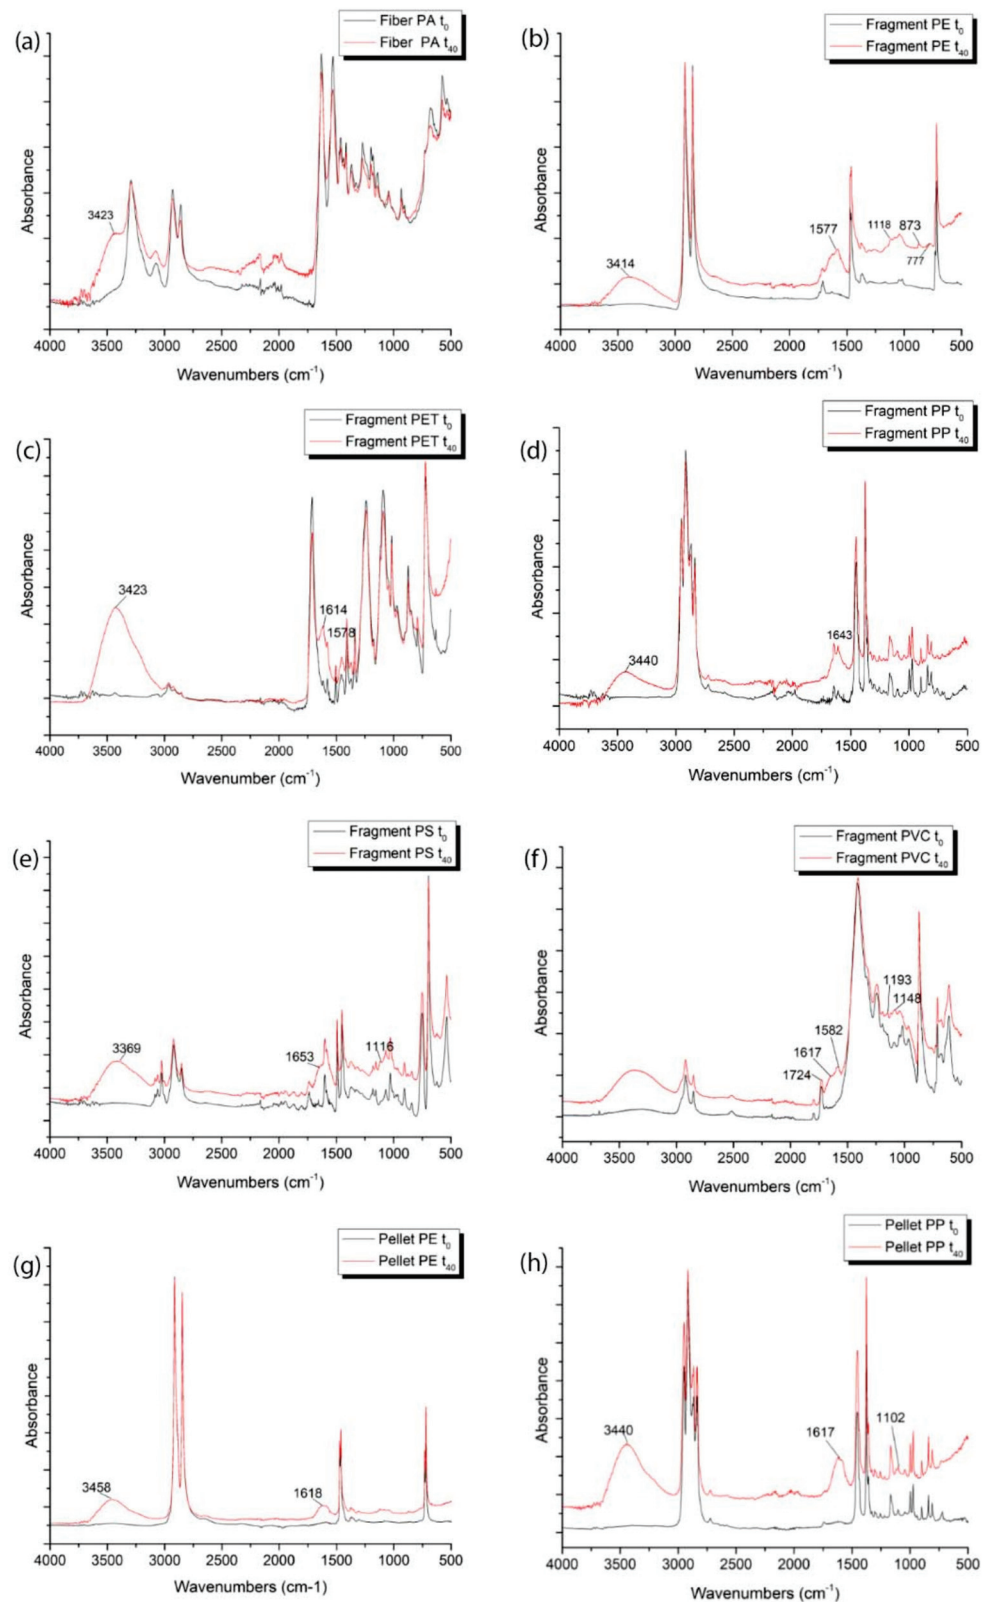 (a)
Fiber PA t0
Fiber PA t40
Absorbance
3423
4000 3500 3000 2500 2000 1500 1000 500
Wavenumbers (cm-1)
(b)
Fragment PE t0
Fragment PE t40
Absorbance
3414
1577
1118
873
777
4000 3500 3000 2500 2000 1500 1000 500
Wavenumbers (cm-1)
(c)
Fragment PET t0
Fragment PET t40
Absorbance
3423
1614
1578
4000 3500 3000 2500 2000 1500 1000 500
Wavenumber (cm-1)
(d)
Fragment PP t0
Fragment PP t40
Absorbance
3440
1643
4000 3500 3000 2500 2000 1500 1000 500
Wavenumbers (cm-1)
(e)
Fragment PS t0
Fragment PS t40
Absorbance
3369
1653
1116
4000 3500 3000 2500 2000 1500 1000 500
Wavenumbers (cm-1)
(f)
Fragment PVC t0
Fragment PVC t40
Absorbance
1193
1148
1582
1617
1724
4000 3500 3000 2500 2000 1500 1000 500
Wavenumbers (cm-1)
(g)
Pellet PE t0
Pellet PE t40
Absorbance
3458
1618
4000 3500 3000 2500 2000 1500 1000 500
Wavenumbers (cm-1)
(h)
Pellet PP t0
Pellet PP t40
Absorbance
3440
1617
1102
4000 3500 3000 2500 2000 1500 1000 500
Wavenumbers (cm-1)